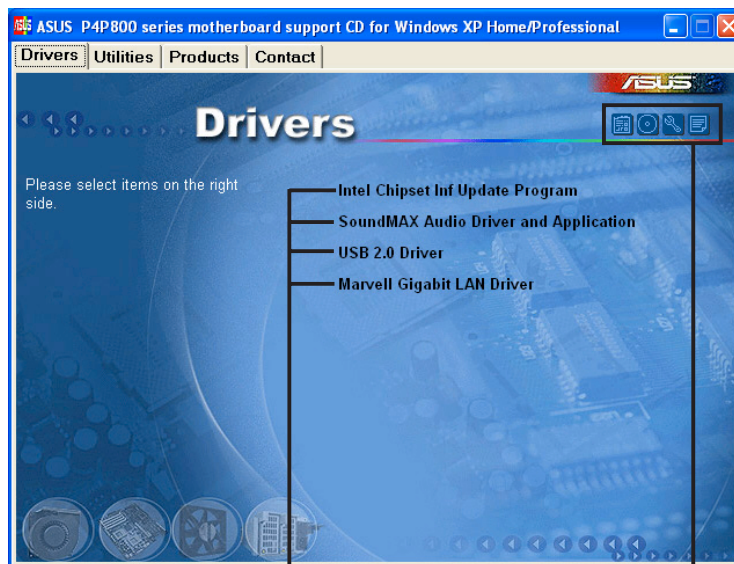 ASUS P4P800 series motherboard support CD for Windows XP Home/Professional
Drivers Utilities Products Contact
ASUS
Drivers
Please select items on the right
side.
Intel Chipset Inf Update Program
SoundMAX Audio Driver and Application
USB 2.0 Driver
Marvell Gigabit LAN Driver